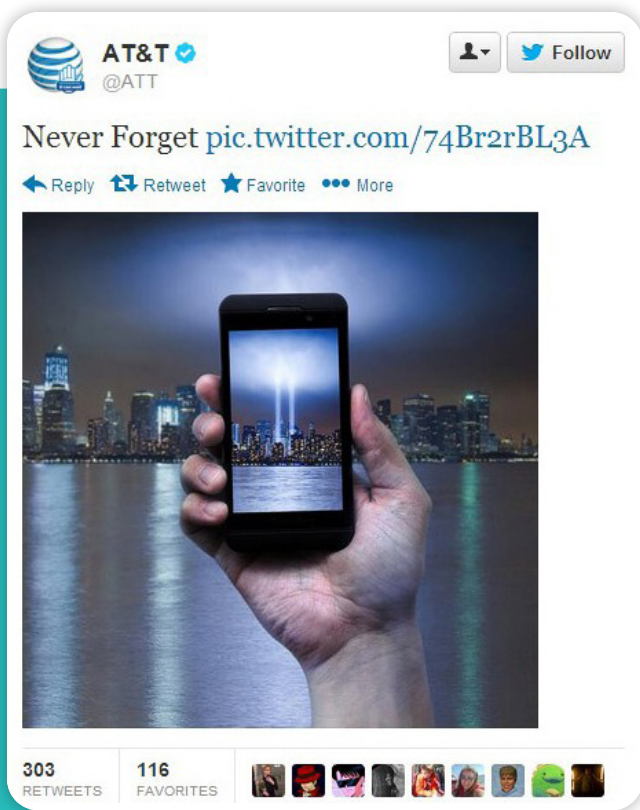 AT&T
@ATT
Follow
Never Forget pic.twitter.com/74Br2rBL3A
Reply Retweet Favorite More
303 116
RETWEETS FAVORITES